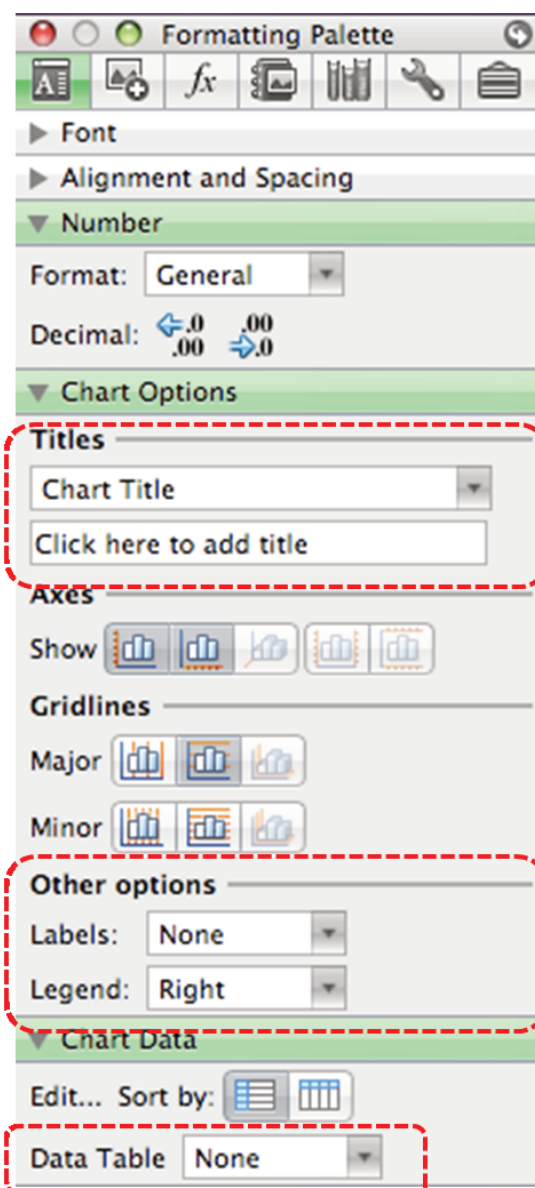 Formatting Palette
A
fx
Font
Alignment and Spacing
Number
Format: General
Decimal: .0 .00 .00 .0
Chart Options
Titles
Chart Title
Click here to add title
Axes
Show
Gridlines
Major
Minor
Other options
Labels: None
Legend: Right
Chart Data
Edit... Sort by:
Data Table None